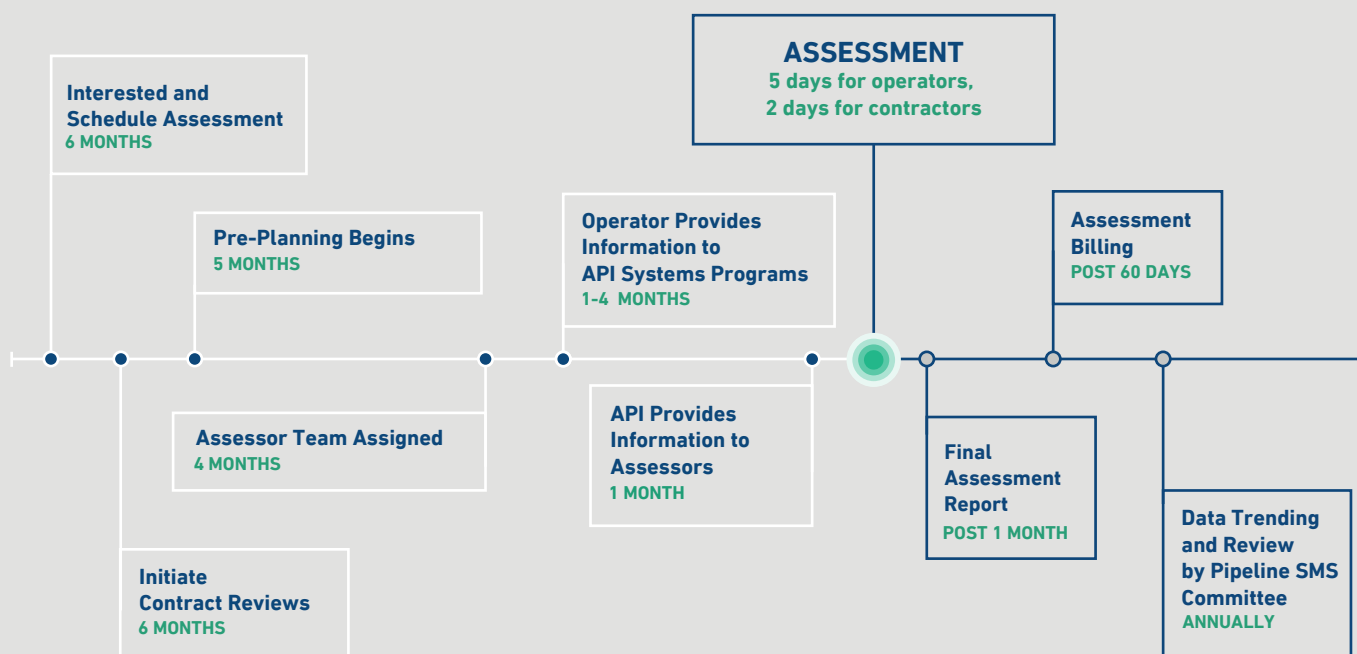 Interested and
Schedule Assessment
6 MONTHS
Initiate
Contract Reviews
6 MONTHS
Pre-Planning Begins
5 MONTHS
Assessor Team Assigned
4 MONTHS
Operator Provides
Information to
API Systems Programs
1-4 MONTHS
API Provides
Information to
Assessors
1 MONTH
ASSESSMENT
5 days for operators,
2 days for contractors
Final
Assessment
Report
POST 1 MONTH
Assessment
Billing
POST 60 DAYS
Data Trending
and Review
by Pipeline SMS
Committee
ANNUALLY